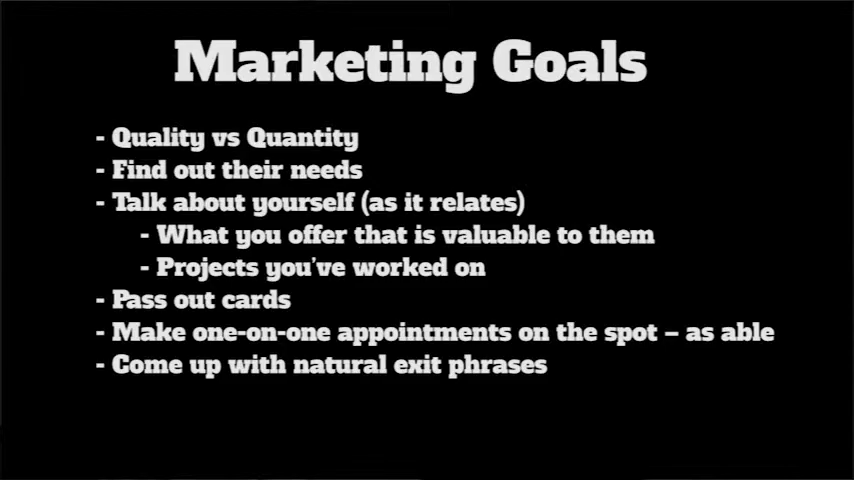 Marketing Goals
- Quality vs Quantity
- Find out their needs
- Talk about yourself (as it relates)
- What you offer that is valuable to them
- Projects you've worked on
- Pass out cards
- Make one-on-one appointments on the spot – as able
- Come up with natural exit phrases